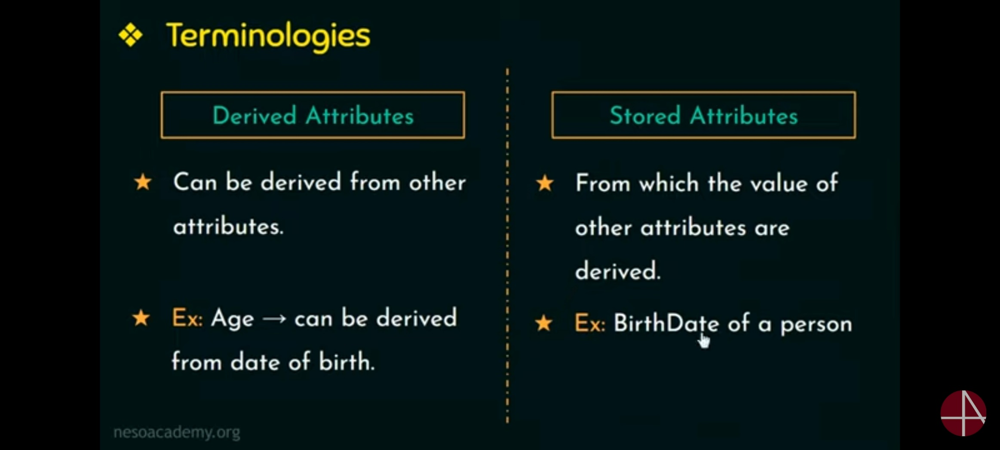 Terminologies
Derived Attributes
Can be derived from other
attributes.
Ex: Age → can be derived
from date of birth.
Stored Attributes
From which the value of
other attributes are
derived.
Ex: BirthDate of a person
nesoacademy.org